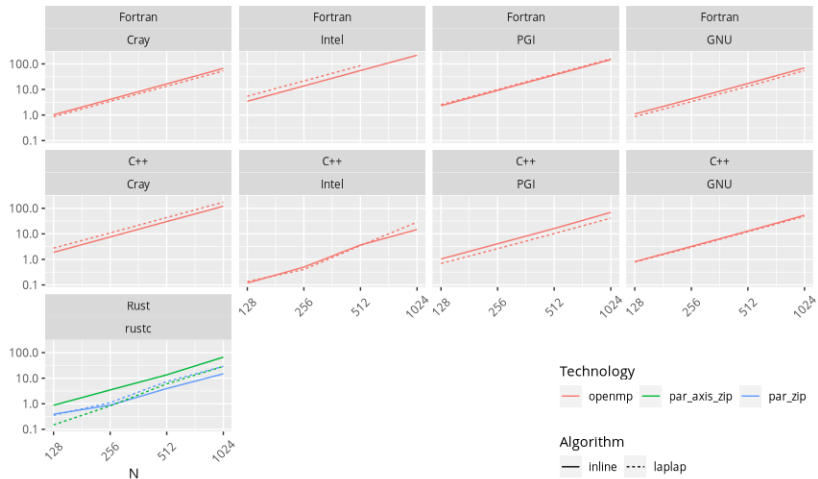 Fortran Fortran Fortran Fortran
Cray Intel PGI GNU
100.0
10.0
1.0
0.1
C++ C++ C++ C++
Cray Intel PGI GNU
100.0
10.0
1.0
0.1
128 256 512 1024 128 256 512 1024 128 256 512 1024
Rust
rustc
100.0
10.0
1.0
0.1
128 256 512 1024
N
Technology
openmp par_axis_zip par_zip
Algorithm
inline laplap